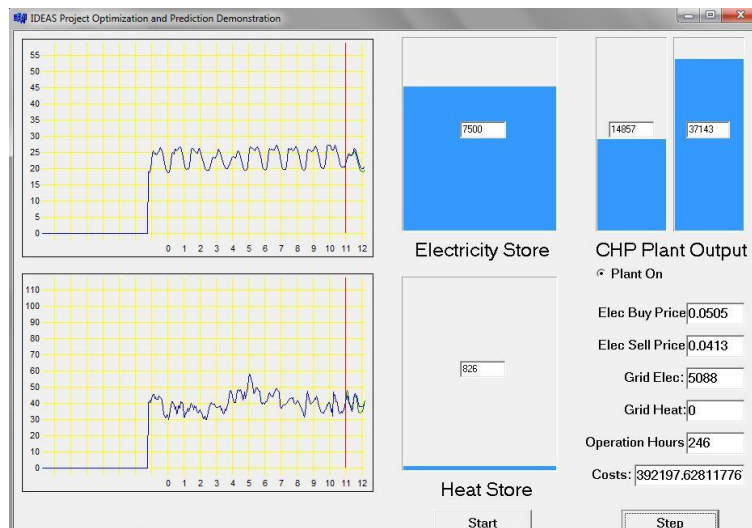 IDEAS Project Optimization and Prediction Demonstration
55
50
45
40
35
30
25
20
15
10
5
0
0 1 2 3 4 5 6 7 8 9 10 11 12
7500
Electricity Store
14857 37143
CHP Plant Output
Plant On
110
100
90
80
70
60
50
40
30
20
10
0
0 1 2 3 4 5 6 7 8 9 10 11 12
826
Heat Store
Elec Buy Price 0.0505
Elec Sell Price 0.0413
Grid Elec: 5088
Grid Heat: 0
Operation Hours 246
Costs: 392197.62811776
Start
Step